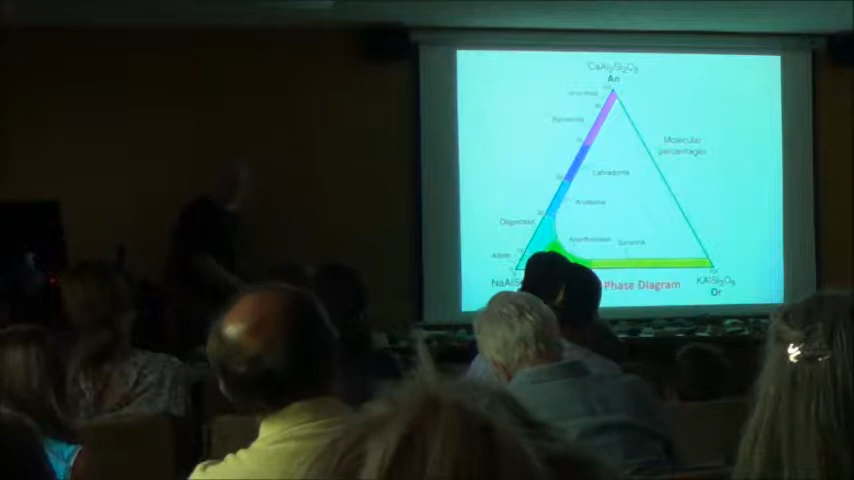 CaAl2Si2O8
An
Molecular
percentages
Labradorite
Andesine
Oligoclase
Anorthoclase
Sanidine
Albite
NaAlS
KAlSi3O8
Phase Diagram
Or